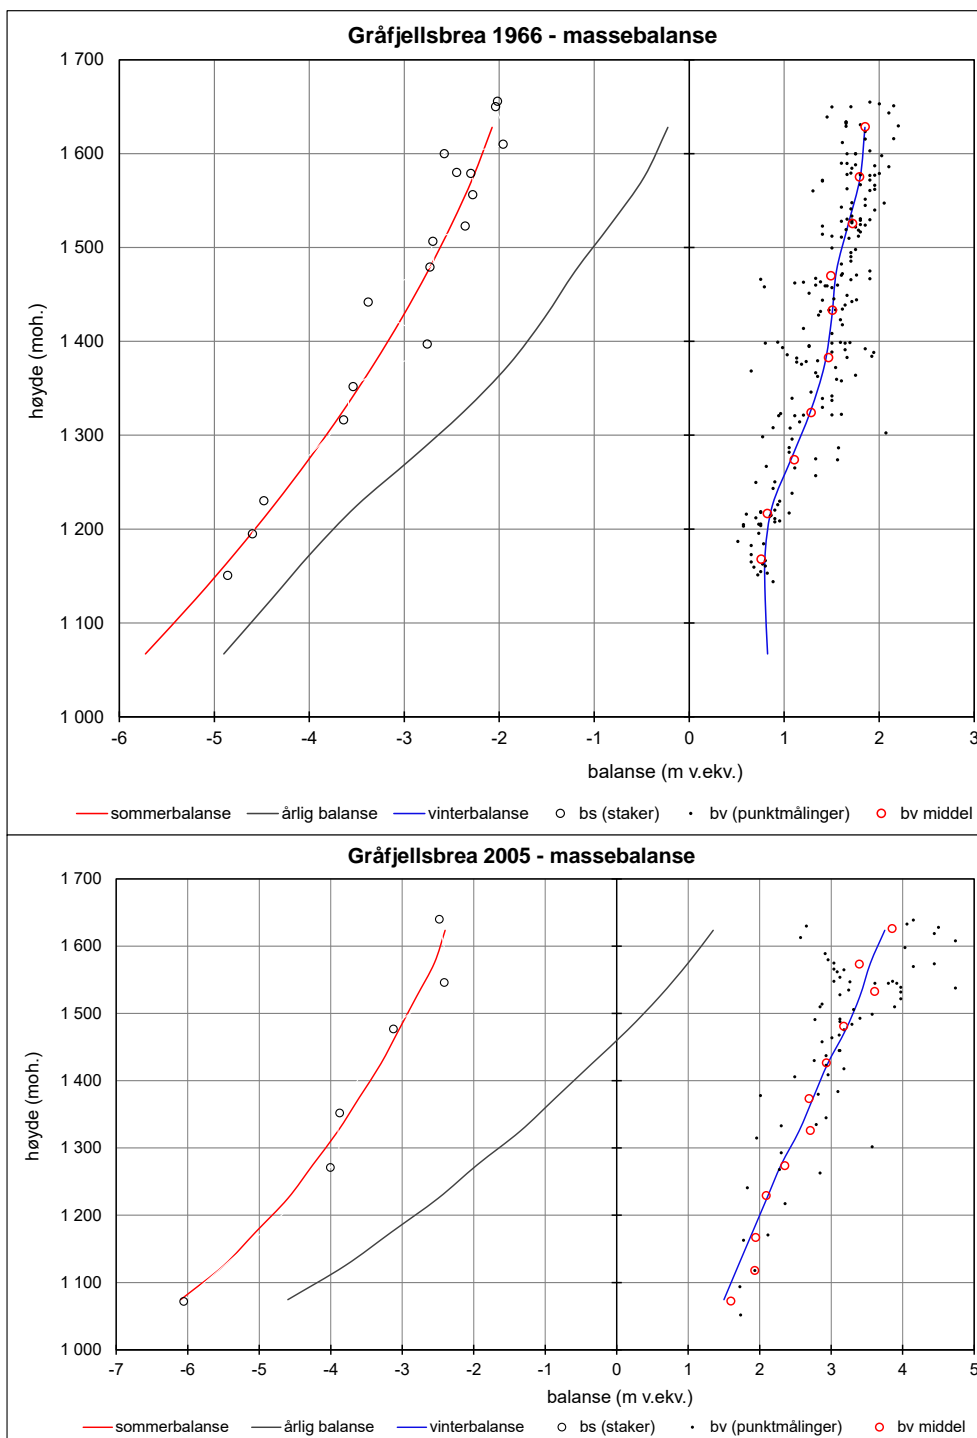 Gråfjellsbrea 1966 - massebalanse
1 700
1 600
1 500
1 400
1 300
1 200
1 100
1 000
høyde (moh.)
-6 -5 -4 -3 -2 -1 0 1 2 3
balanse (m v.ekv.)
sommerbalanse årlig balanse vinterbalanse bs (staker) bv (punktmålinger) bv middel
Gråfjellsbrea 2005 - massebalanse
1 700
1 600
1 500
1 400
1 300
1 200
1 100
1 000
høyde (moh.)
-7 -6 -5 -4 -3 -2 -1 0 1 2 3 4 5
balanse (m v.ekv.)
sommerbalanse årlig balanse vinterbalanse bs (staker) bv (punktmålinger) bv middel